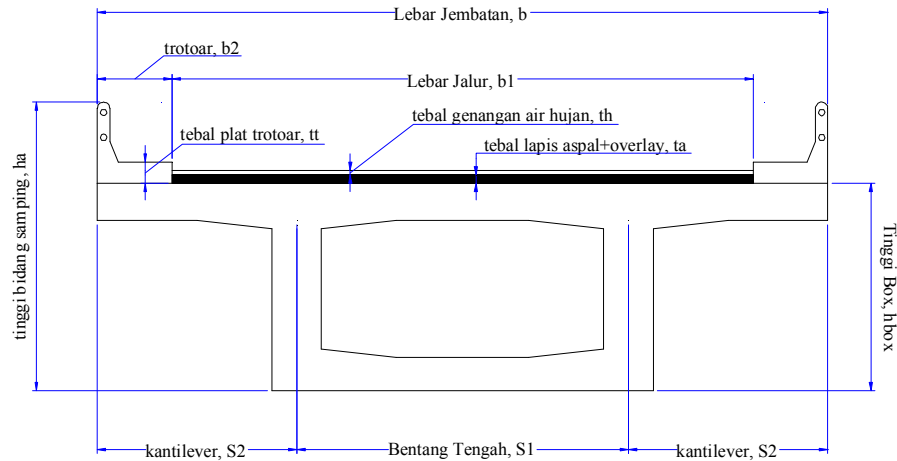 Lebar Jembatan, b
trotoar, b2
Lebar Jalur, b1
tebal genangan air hujan, th
tebal plat trotoar, tt
tebal lapis aspal+overlay, ta
tinggi bidang samping, ha
Tinggi Box, hbox
kantilever, S2
Bentang Tengah, S1
kantilever, S2